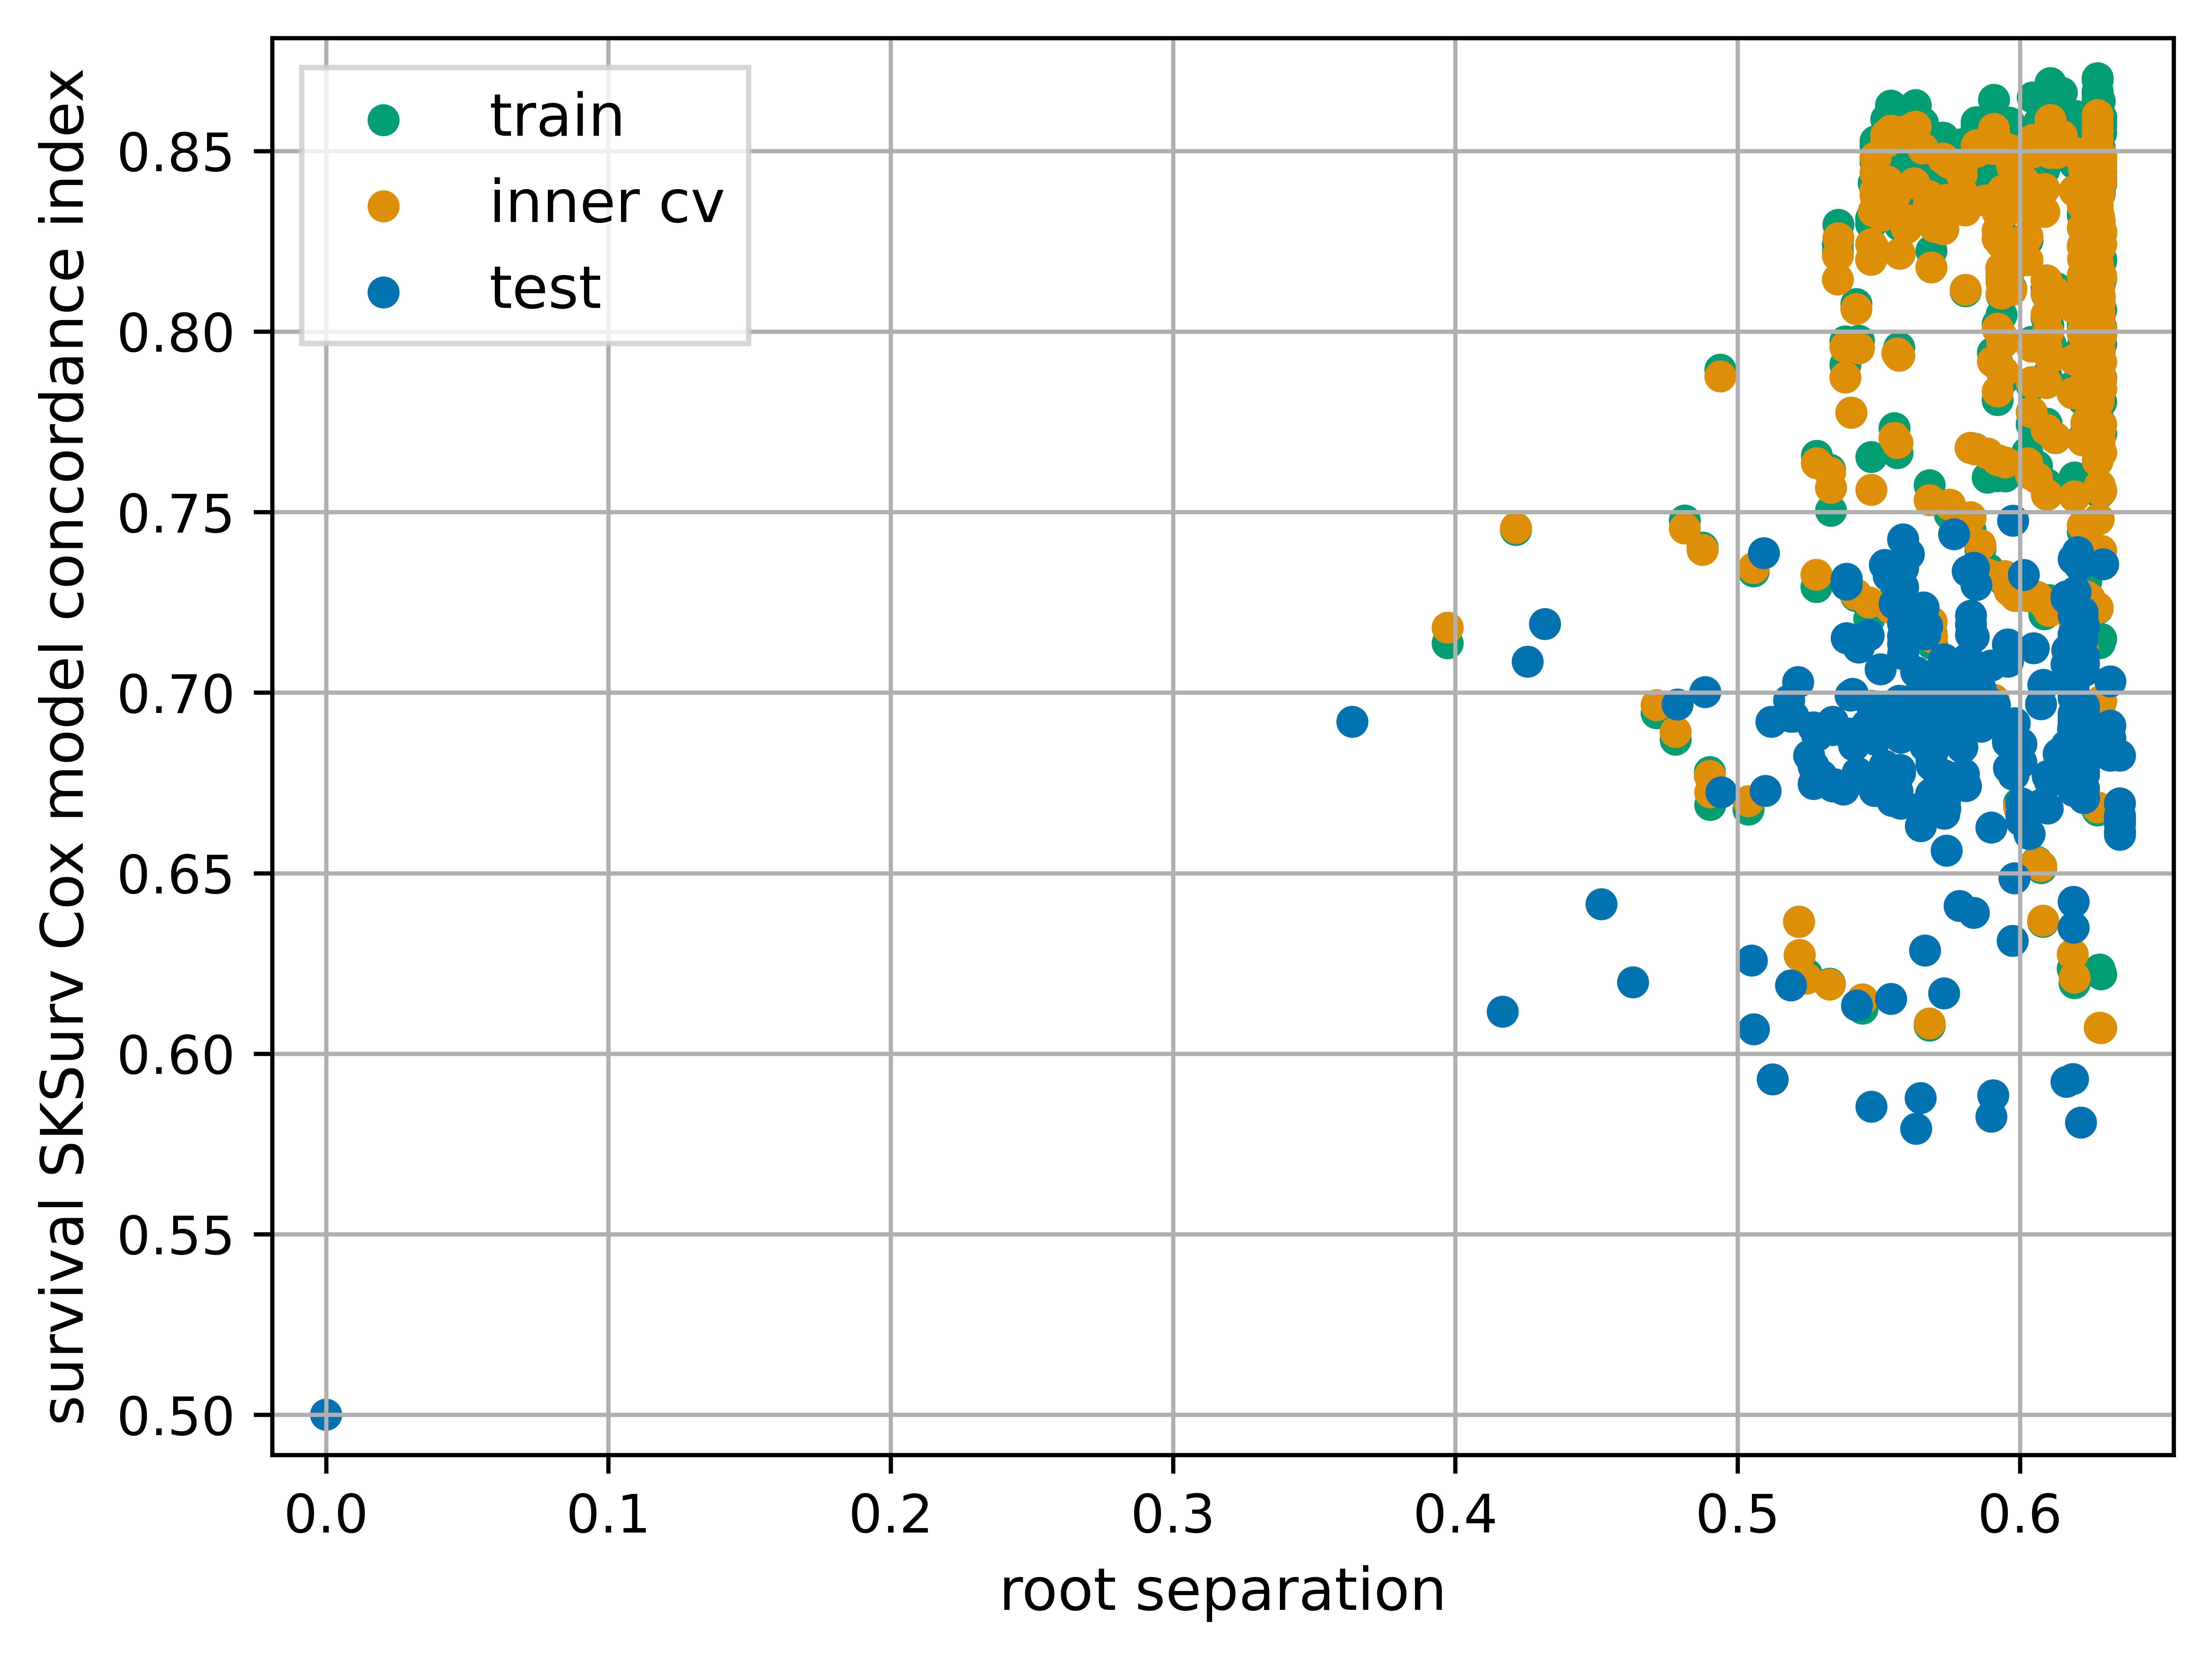 train
inner cv
test
survival SKSurv Cox model concordance index
0.85
0.80
0.75
0.70
0.65
0.60
0.55
0.50
0.0 0.1 0.2 0.3 0.4 0.5 0.6
root separation